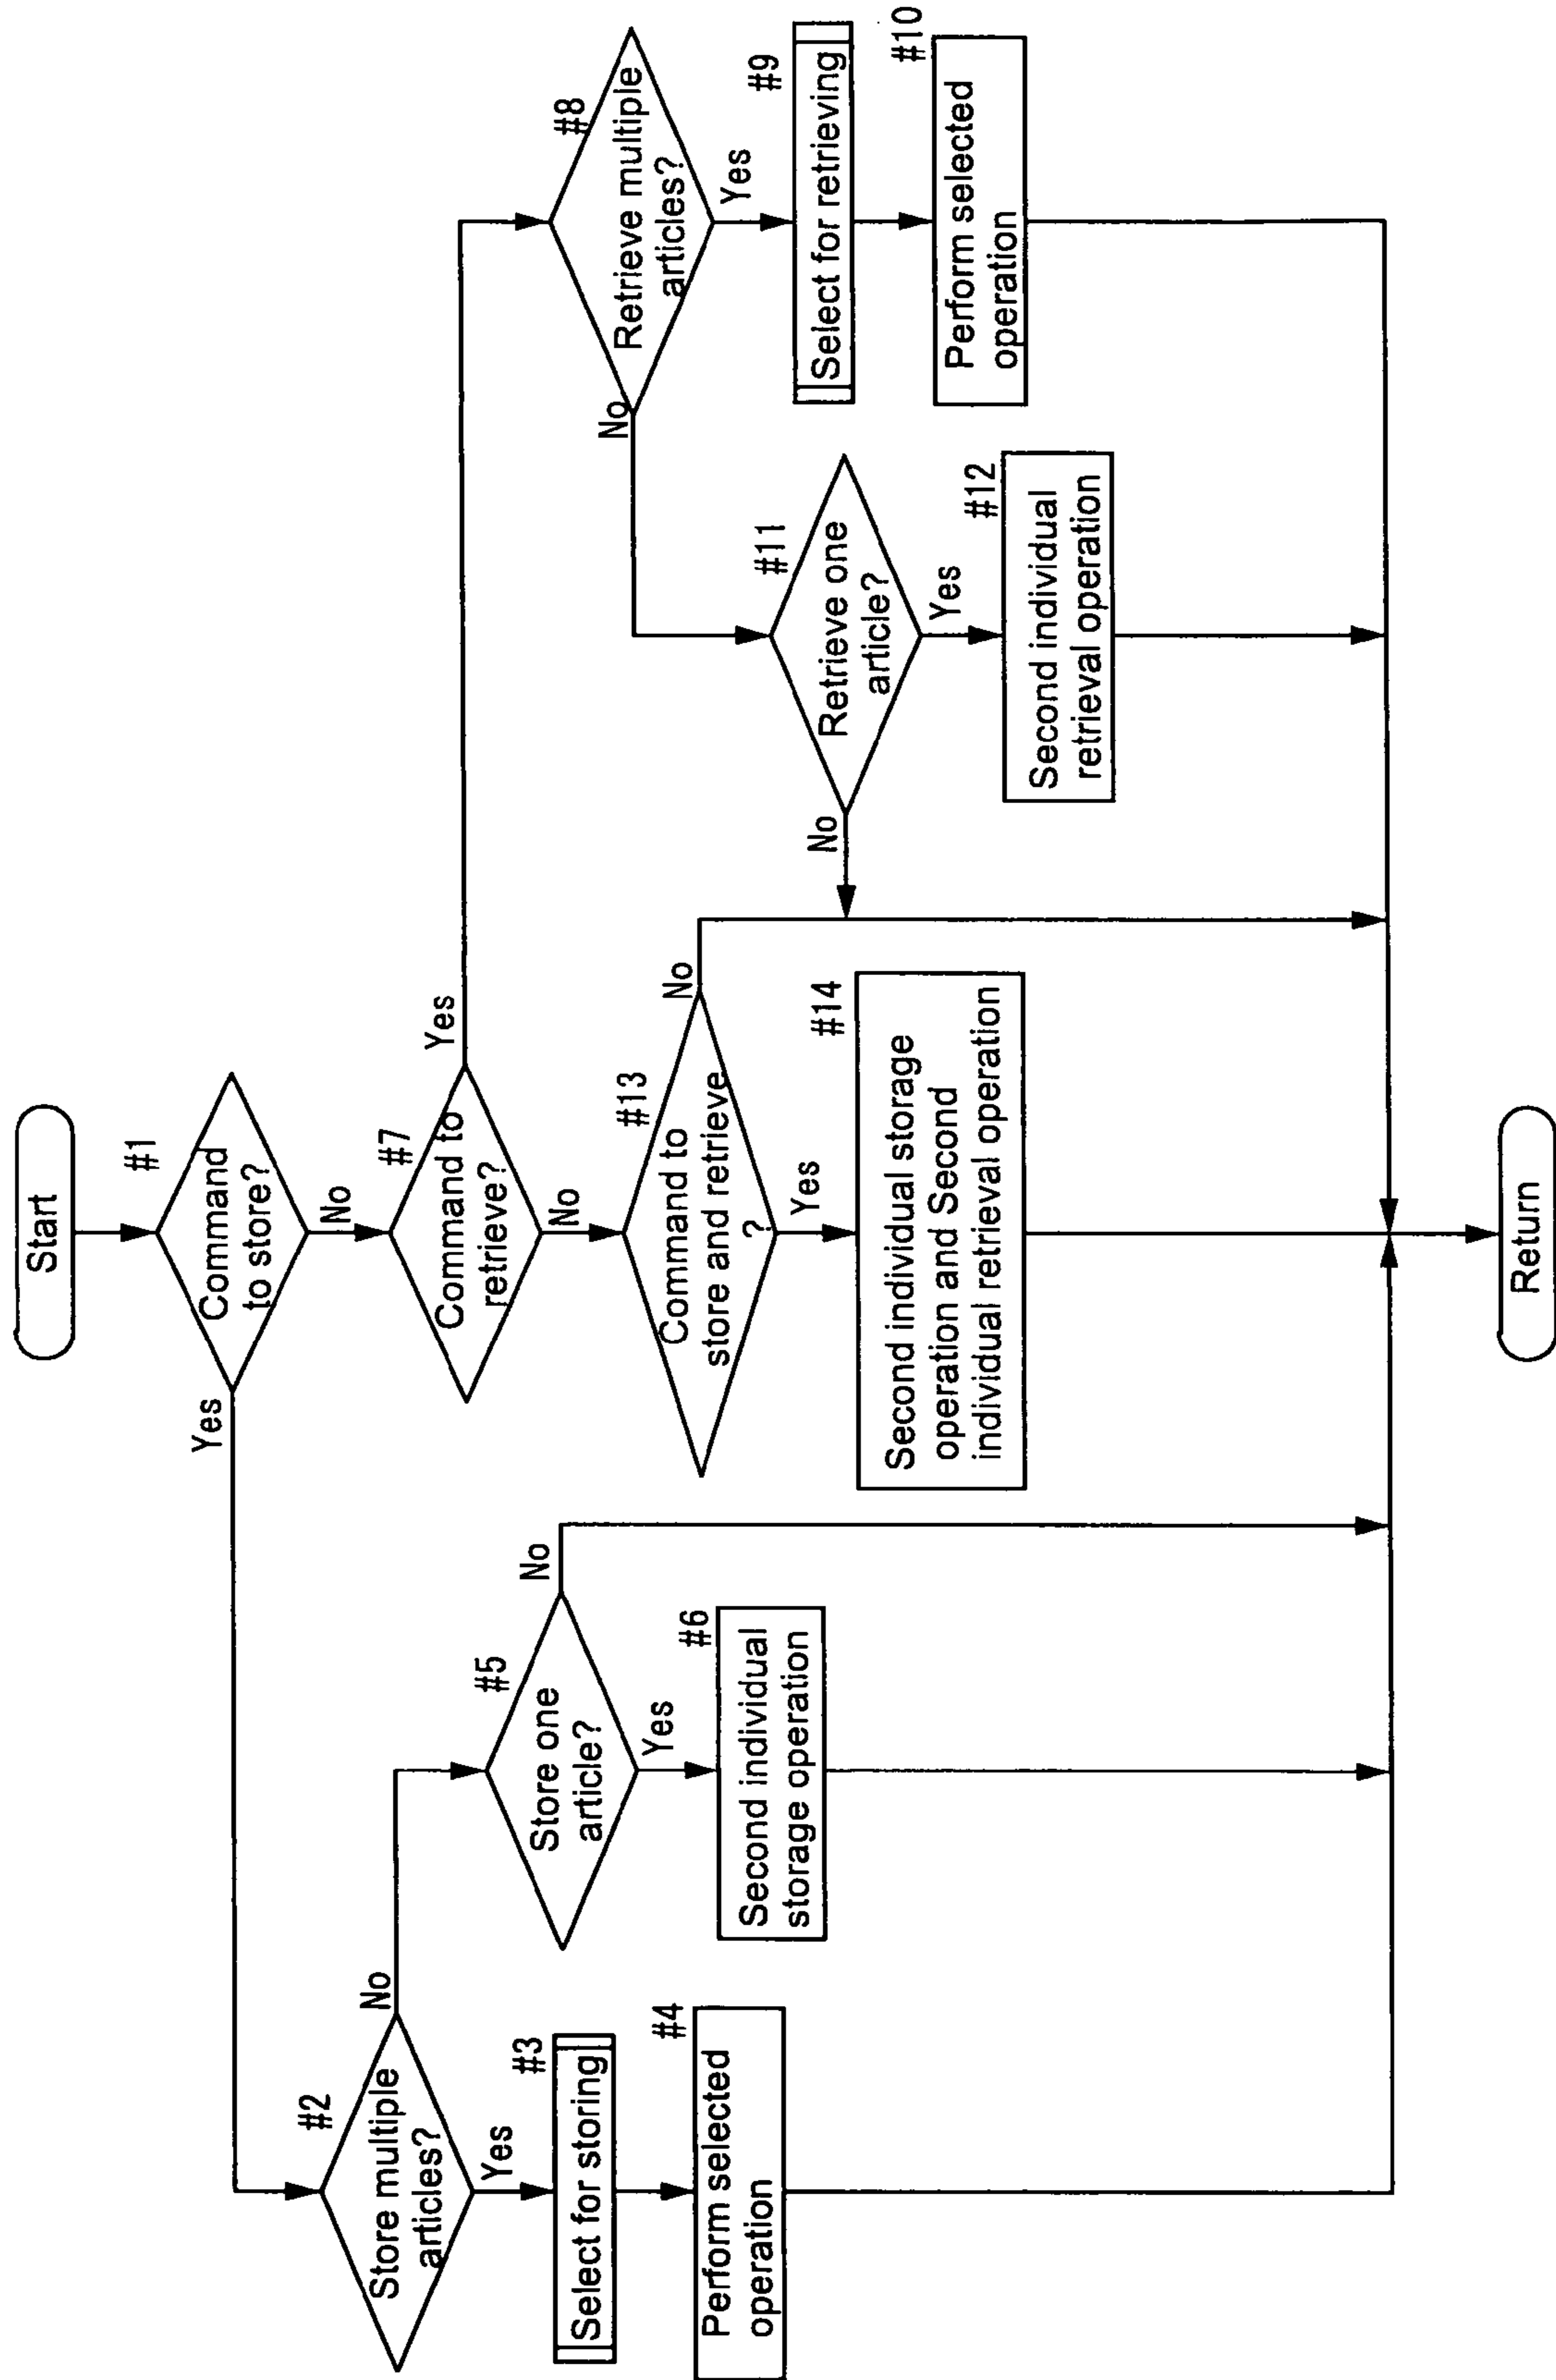 Start
#1
Command
to store?
Yes
No
#2
Store multiple
articles?
No
Yes
#3
Select for storing
#4
Perform selected
operation
#5
Store one
article?
No
Yes
#6
Second individual
storage operation
#7
Command to
retrieve?
Yes
No
#8
Retrieve multiple
articles?
No
Yes
#9
Select for retrieving
#10
Perform selected
operation
#11
Retrieve one
article?
No
Yes
#12
Second individual
retrieval operation
#13
Command to
store and retrieve
?
No
Yes
#14
Second individual storage
operation and Second
individual retrieval operation
Return